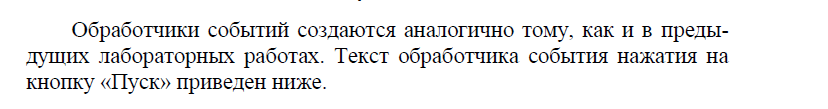 Обработчики событий создаются аналогично тому, как и в преды-
дущих лабораторных работах. Текст обработчика события нажатия на
кнопку «Пуск» приведен ниже.